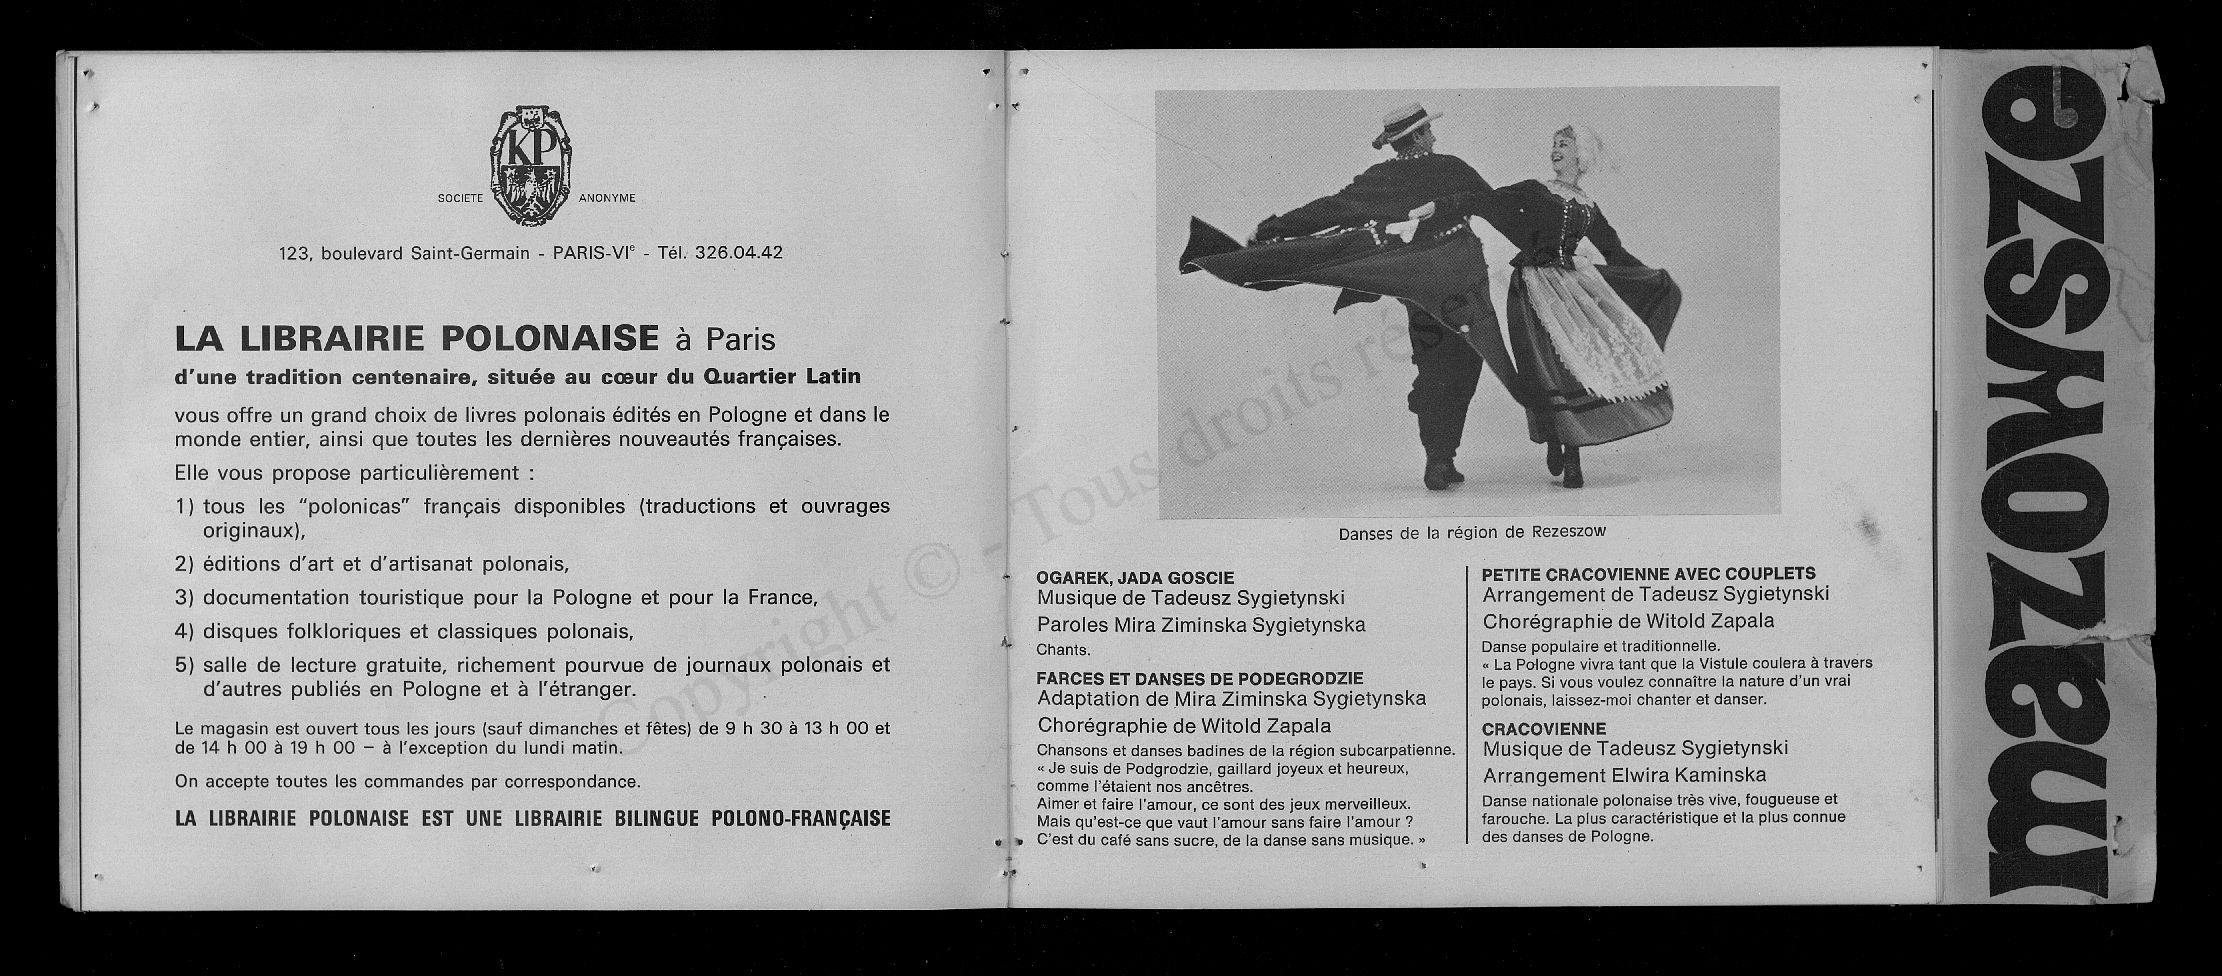 KP
SOCIETE ANONYME
123, boulevard Saint-Germain - PARIS-VIe - Tél. 326.04.42
LA LIBRAIRIE POLONAISE à Paris
d'une tradition centenaire, située au cœur du Quartier Latin
vous offre un grand choix de livres polonais édités en Pologne et dans le
monde entier, ainsi que toutes les dernières nouveautés françaises.
Elle vous propose particulièrement :
1) tous les "polonicas" français disponibles (traductions et ouvrages
originaux),
2) éditions d'art et d'artisanat polonais,
3) documentation touristique pour la Pologne et pour la France,
4) disques folkloriques et classiques polonais,
5) salle de lecture gratuite, richement pourvue de journaux polonais et
d'autres publiés en Pologne et à l'étranger.
Le magasin est ouvert tous les jours (sauf dimanches et fêtes) de 9 h 30 à 13 h 00 et
de 14 h 00 à 19 h 00 – à l'exception du lundi matin.
On accepte toutes les commandes par correspondance.
LA LIBRAIRIE POLONAISE EST UNE LIBRAIRIE BILINGUE POLONO-FRANÇAISE
Danses de la région de Rezeszow
OGAREK, JADA GOSCIE
Musique de Tadeusz Sygietynski
Paroles Mira Ziminska Sygietynska
Chants.
FARCES ET DANSES DE PODEGRODZIE
Adaptation de Mira Ziminska Sygietynska
Chorégraphie de Witold Zapala
Chansons et danses badines de la région subcarpatienne.
« Je suis de Podgrodzie, gaillard joyeux et heureux,
comme l'étaient nos ancêtres.
Aimer et faire l'amour, ce sont des jeux merveilleux.
Mais qu'est-ce que vaut l'amour sans faire l'amour ?
C'est du café sans sucre, de la danse sans musique. »
PETITE CRACOVIENNE AVEC COUPLETS
Arrangement de Tadeusz Sygietynski
Chorégraphie de Witold Zapala
Danse populaire et traditionnelle.
« La Pologne vivra tant que la Vistule coulera à travers
le pays. Si vous voulez connaître la nature d'un vrai
polonais, laissez-moi chanter et danser.
CRACOVIENNE
Musique de Tadeusz Sygietynski
Arrangement Elwira Kaminska
Danse nationale polonaise très vive, fougueuse et
farouche. La plus caractéristique et la plus connue
des danses de Pologne.
mazowsze
Copyright © - Tous droits réservés